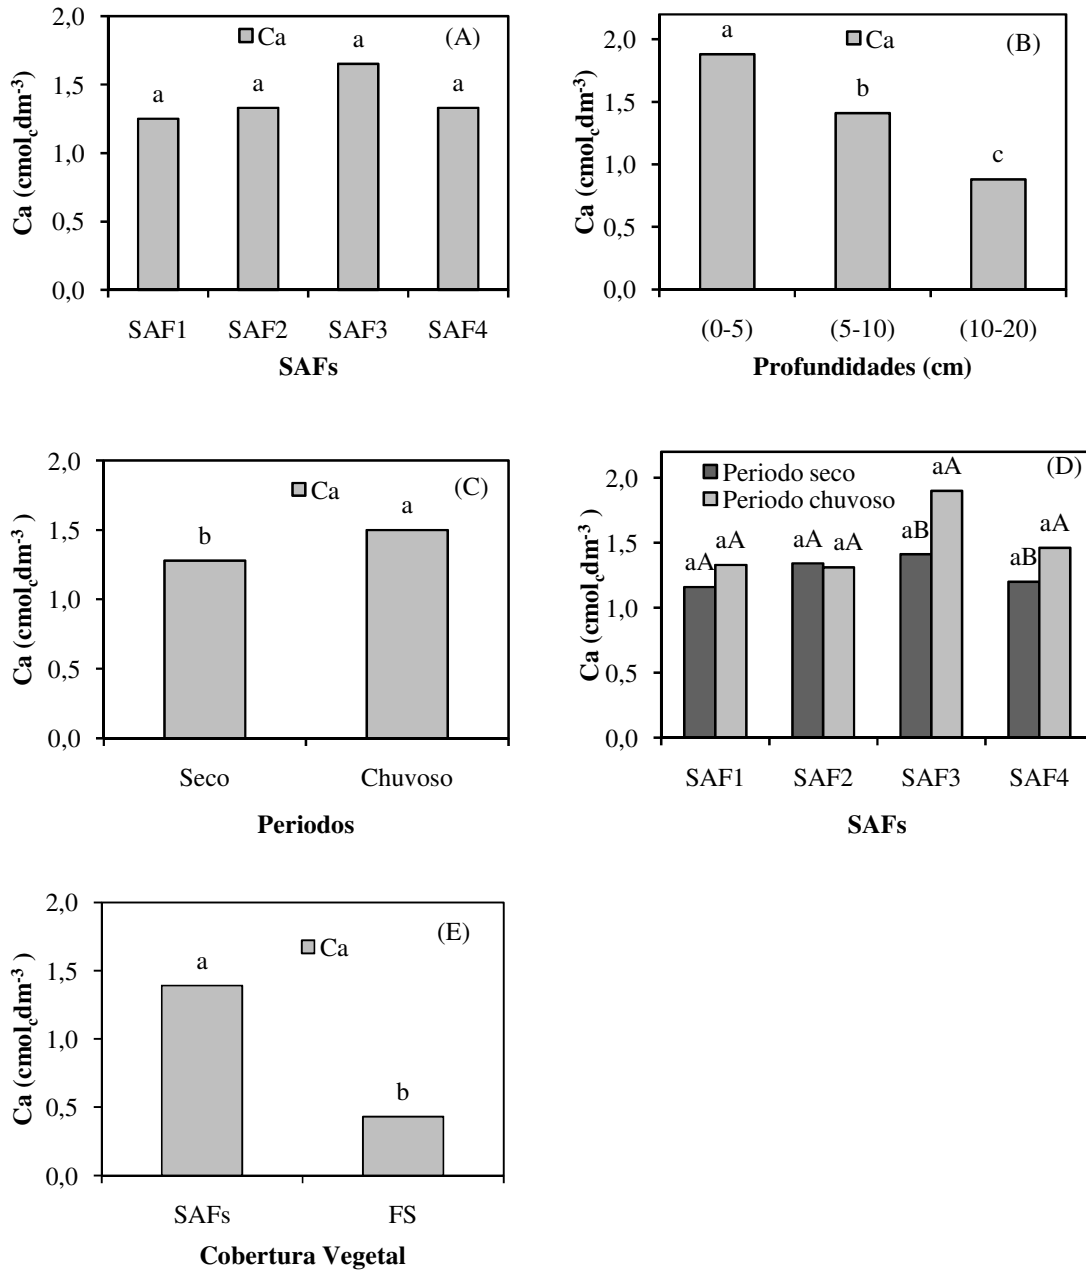 Ca
(A)
2,0
1,5
1,0
0,5
0,0
a
a
a
a
SAF1 SAF2 SAF3 SAF4
SAFs
Ca (cmolcdm-3)
Ca
(B)
2,0
1,5
1,0
0,5
0,0
a
b
c
(0-5) (5-10) (10-20)
Profundidades (cm)
Ca (cmolcdm-3)
Ca
(C)
2,0
1,5
1,0
0,5
0,0
b
a
Seco Chuvoso
Periodos
Ca (cmolcdm-3 )
Periodo seco
Periodo chuvoso
(D)
2,0
1,5
1,0
0,5
0,0
aA aA aA aA aB aA aB aA
SAF1 SAF2 SAF3 SAF4
SAFs
Ca (cmolcdm-3)
Ca
(E)
2,0
1,5
1,0
0,5
0,0
a
b
SAFs FS
Cobertura Vegetal
Ca (cmolcdm-3 )